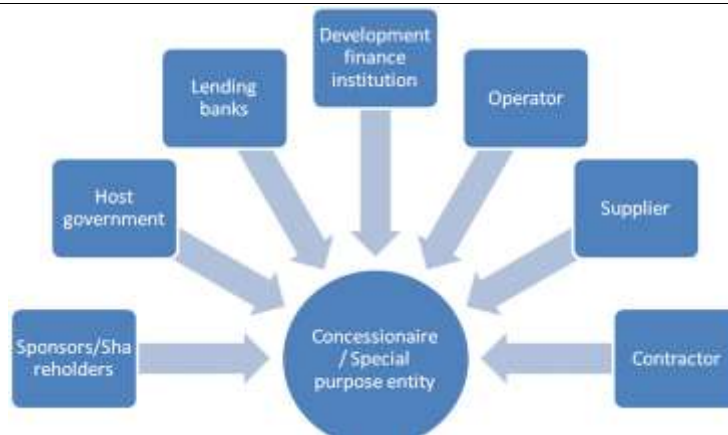 Development
finance
institution
Lending
banks
Operator
Host
government
Supplier
Sponsors/Sha
reholders
Concessionaire
/ Special
purpose entity
Contractor